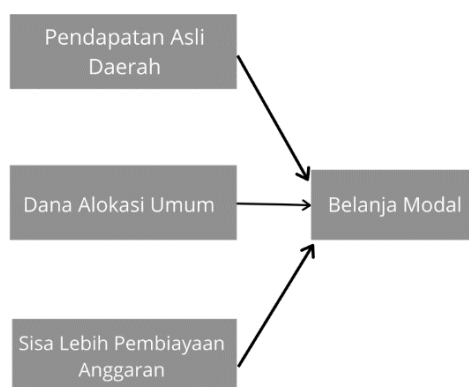 Pendapatan Asli
Daerah
Dana Alokasi Umum
Belanja Modal
Sisa Lebih Pembiayaan
Anggaran